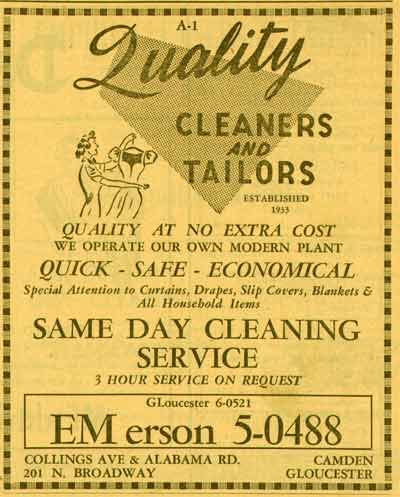 A-1
Quality
CLEANERS
AND
TAILORS
ESTABLISHED
1933
QUALITY AT NO EXTRA COST
WE OPERATE OUR OWN MODERN PLANT
QUICK - SAFE - ECONOMICAL
Special Attention to Curtains, Drapes, Slip Covers, Blankets &
All Household Items
SAME DAY CLEANING
SERVICE
3 HOUR SERVICE ON REQUEST
GLoucester 6-0521
EM erson 5-0488
COLLINGS AVE & ALABAMA RD. CAMDEN
201 N. BROADWAY GLOUCESTER